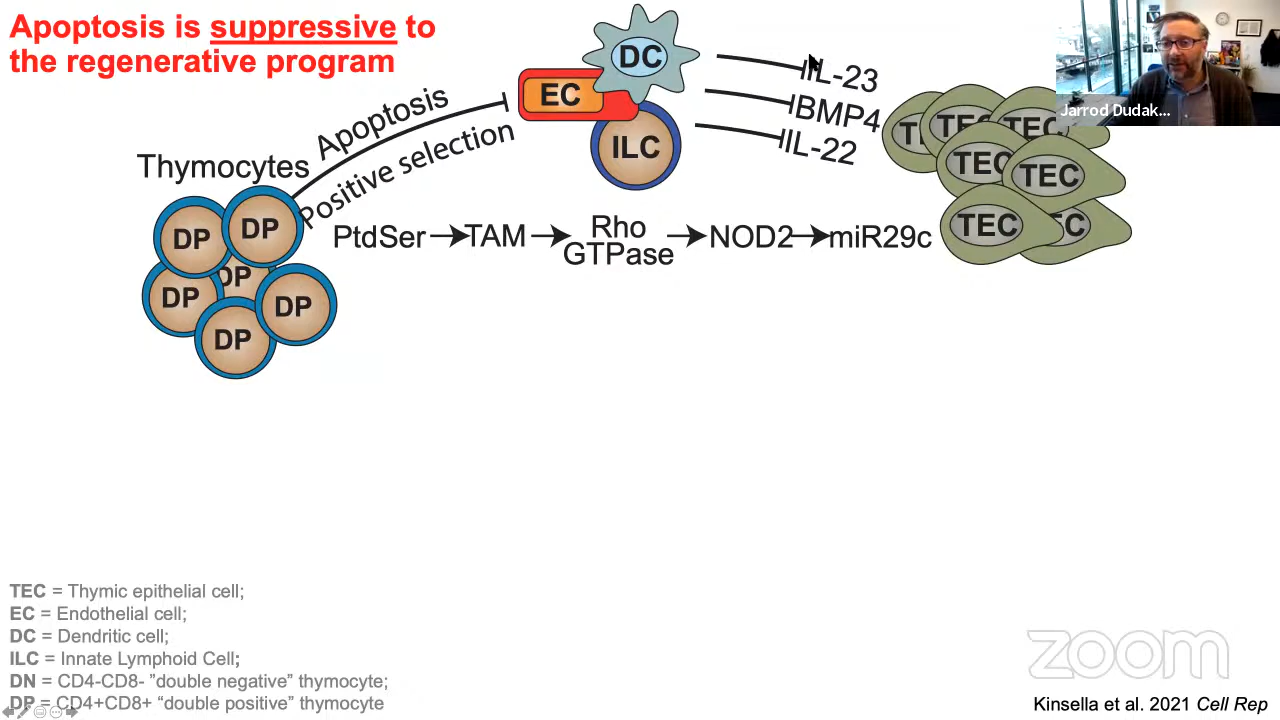 Apoptosis is suppressive to
the regenerative program
Thymocytes
Apoptosis
Positive selection
DP
DP
DP
DP
DP
DP
DC
EC
ILC
IL-23
BMP4
IL-22
TEC
TEC
TEC
TEC
TEC
PtdSer
TAM
Rho
GTPase
NOD2
miR29c
Jarrod Dudak...
TEC = Thymic epithelial cell;
EC = Endothelial cell;
DC = Dendritic cell;
ILC = Innate Lymphoid Cell;
DN = CD4-CD8- ”double negative” thymocyte;
DP = CD4+CD8+ “double positive” thymocyte
zoom
Kinsella et al. 2021 Cell Rep